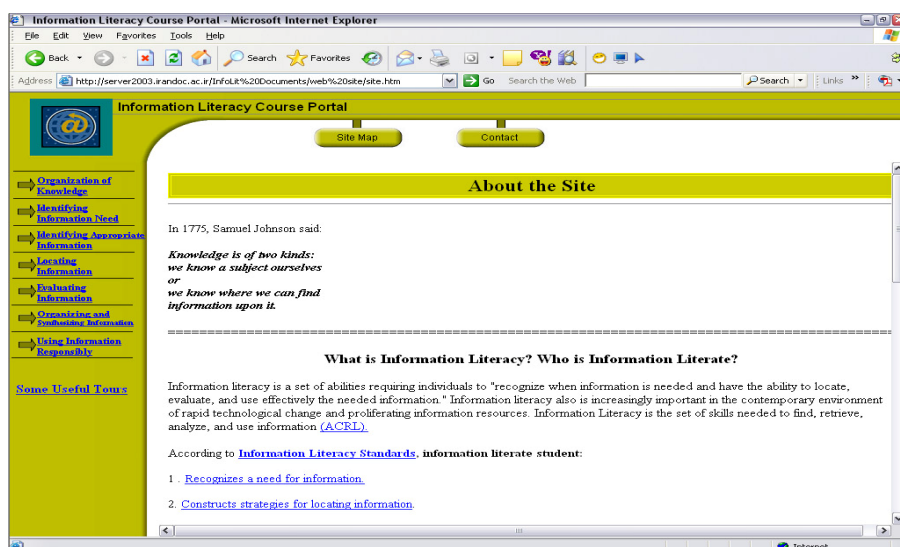 Information Literacy Course Portal - Microsoft Internet Explorer
File Edit View Favorites Tools Help
Back Search Favorites
Address http://server2003.irandoc.ac.ir/InfoLit%20Documents/web%20site/site.htm Go Search the Web Search Links
Information Literacy Course Portal
Site Map Contact
Organization of
Knowledge
Identifying
Information Need
Identifying Appropriate
Information
Locating
Information
Evaluating
Information
Organizing and
Synthesizing Information
Using Information
Responsibly
Some Useful Tours
About the Site
In 1775, Samuel Johnson said:
Knowledge is of two kinds:
we know a subject ourselves
or
we know where we can find
information upon it.
================================================================================
What is Information Literacy? Who is Information Literate?
Information literacy is a set of abilities requiring individuals to "recognize when information is needed and have the ability to locate,
evaluate, and use effectively the needed information." Information literacy also is increasingly important in the contemporary environment
of rapid technological change and proliferating information resources. Information Literacy is the set of skills needed to find, retrieve,
analyze, and use information (ACRL).
According to Information Literacy Standards, information literate student:
1 . Recognizes a need for information.
2. Constructs strategies for locating information.
Internet